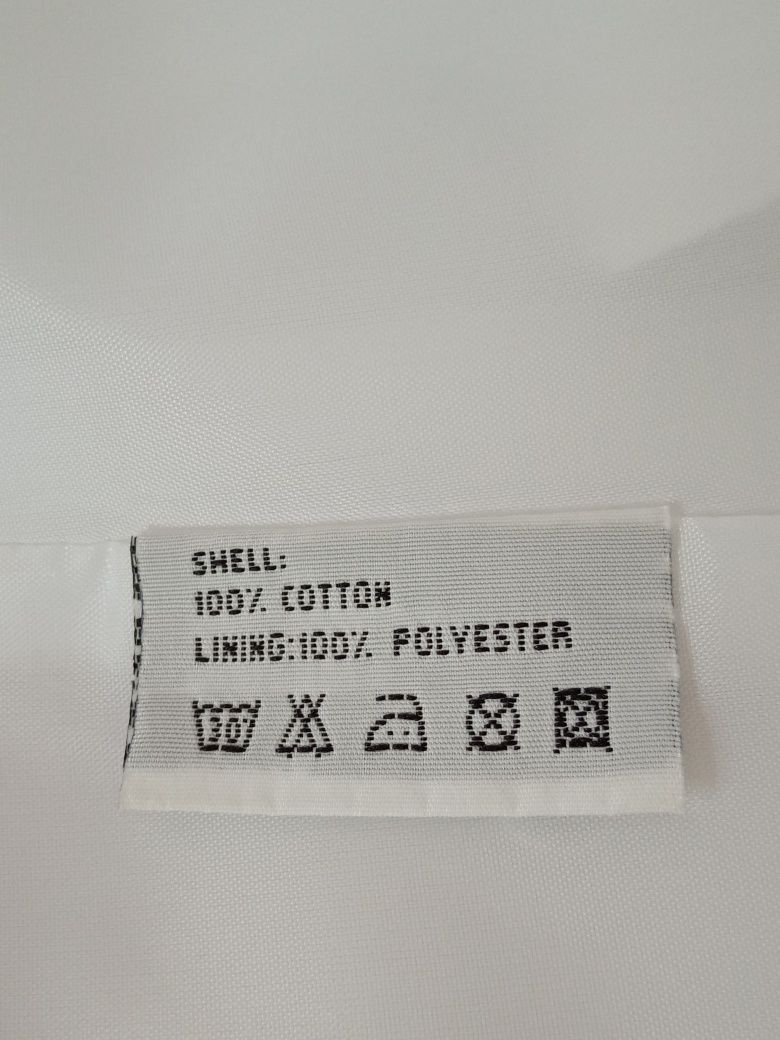 SHELL:
100% COTTON
LINING:100% POLYESTER
30°